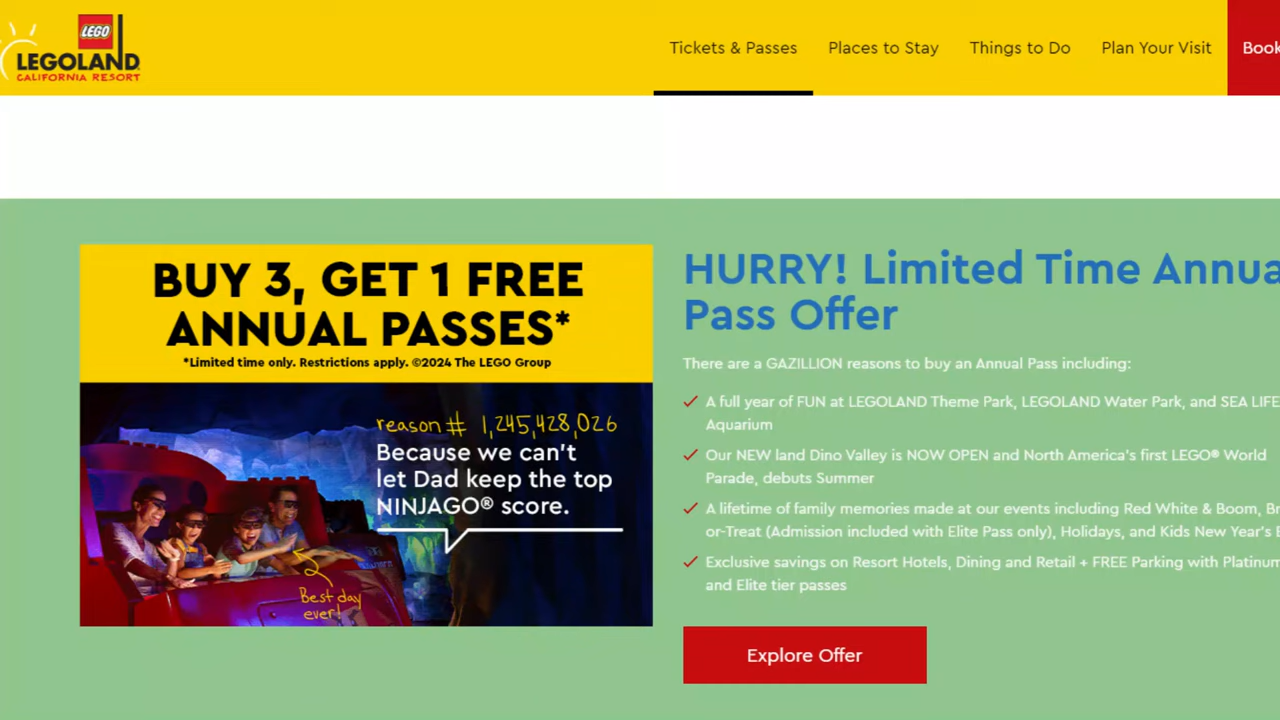 LEGO
LEGOLAND
CALIFORNIA RESORT
Tickets & Passes
Places to Stay
Things to Do
Plan Your Visit
Book
BUY 3, GET 1 FREE
ANNUAL PASSES*
*Limited time only. Restrictions apply. ©2024 The LEGO Group
reason # 1,245,428,026
Because we can't
let Dad keep the top
NINJAGO® score.
Best day
ever!
HURRY! Limited Time Annua
Pass Offer
There are a GAZILLION reasons to buy an Annual Pass including:
A full year of FUN at LEGOLAND Theme Park, LEGOLAND Water Park, and SEA LIFE
Aquarium
Our NEW land Dino Valley is NOW OPEN and North America's first LEGO® World
Parade, debuts Summer
A lifetime of family memories made at our events including Red White & Boom, Br
or-Treat (Admission included with Elite Pass only), Holidays, and Kids New Year's E
Exclusive savings on Resort Hotels, Dining and Retail + FREE Parking with Platinum
and Elite tier passes
Explore Offer